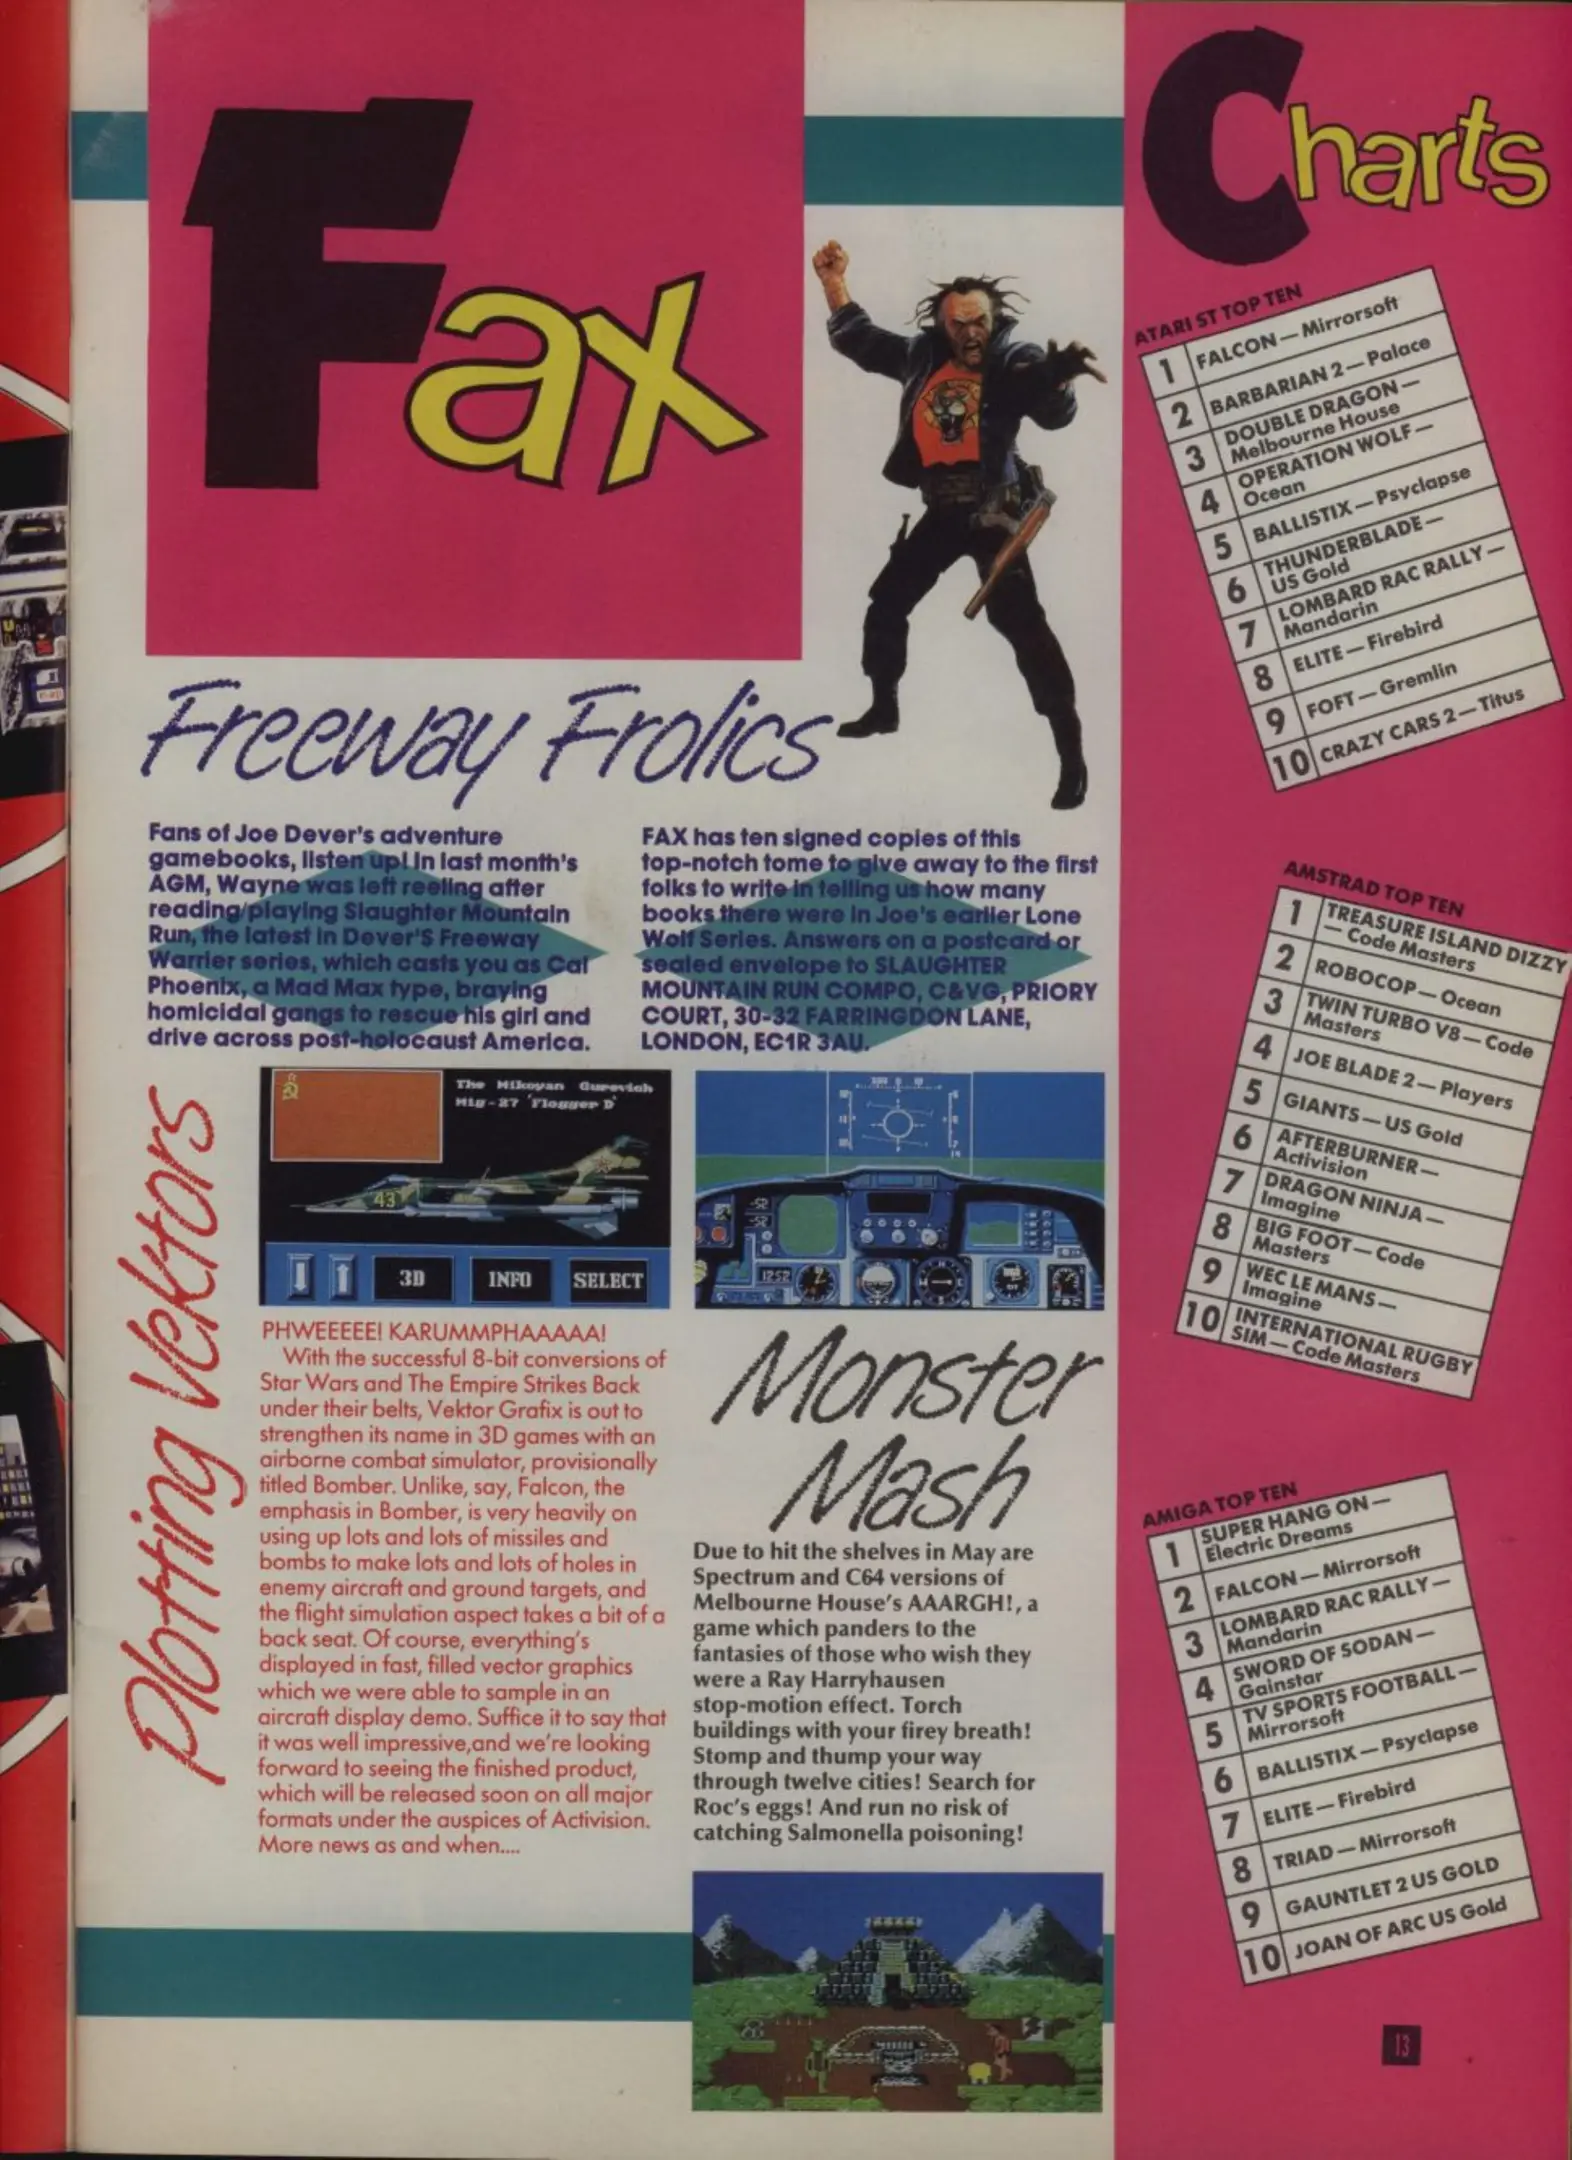 Fax
Charts
Freeway Frolics
Fans of Joe Dever's adventure
gamebooks, listen up! In last month's
AGM, Wayne was left reeling after
reading/playing Slaughter Mountain
Run, the latest in Dever'S Freeway
Warrier series, which casts you as Cal
Phoenix, a Mad Max type, braying
homicidal gangs to rescue his girl and
drive across post-holocaust America.
FAX has ten signed copies of this
top-notch tome to give away to the first
folks to write in telling us how many
books there were in Joe's earlier Lone
Wolf Series. Answers on a postcard or
sealed envelope to SLAUGHTER
MOUNTAIN RUN COMPO, C&VG, PRIORY
COURT, 30-32 FARRINGDON LANE,
LONDON, EC1R 3AU.
Plotting Vektors
The Mikoyan Gurevich
Mig-27 'Flogger D'
43
3D
INFO
SELECT
1252
PHWEEEEE! KARUMMPHAAAAA!
With the successful 8-bit conversions of
Star Wars and The Empire Strikes Back
under their belts, Vektor Grafix is out to
strengthen its name in 3D games with an
airborne combat simulator, provisionally
titled Bomber. Unlike, say, Falcon, the
emphasis in Bomber, is very heavily on
using up lots and lots of missiles and
bombs to make lots and lots of holes in
enemy aircraft and ground targets, and
the flight simulation aspect takes a bit of a
back seat. Of course, everything's
displayed in fast, filled vector graphics
which we were able to sample in an
aircraft display demo. Suffice it to say that
it was well impressive,and we're looking
forward to seeing the finished product,
which will be released soon on all major
formats under the auspices of Activision.
More news as and when....
Monster
Mash
Due to hit the shelves in May are
Spectrum and C64 versions of
Melbourne House's AAARGH!, a
game which panders to the
fantasies of those who wish they
were a Ray Harryhausen
stop-motion effect. Torch
buildings with your firey breath!
Stomp and thump your way
through twelve cities! Search for
Roc's eggs! And run no risk of
catching Salmonella poisoning!
ATARI ST TOP TEN
1 FALCON — Mirrorsoft
2 BARBARIAN 2 — Palace
3 DOUBLE DRAGON —
Melbourne House
4 OPERATION WOLF —
Ocean
5 BALLISTIX — Psyclapse
6 THUNDERBLADE —
US Gold
7 LOMBARD RAC RALLY —
Mandarin
8 ELITE — Firebird
9 FOFT — Gremlin
10 CRAZY CARS 2 — Titus
AMSTRAD TOP TEN
1 TREASURE ISLAND DIZZY
— Code Masters
2 ROBOCOP — Ocean
3 TWIN TURBO V8 — Code
Masters
4 JOE BLADE 2 — Players
5 GIANTS — US Gold
6 AFTERBURNER —
Activision
7 DRAGON NINJA —
Imagine
8 BIG FOOT — Code
Masters
9 WEC LE MANS —
Imagine
10 INTERNATIONAL RUGBY
SIM — Code Masters
AMIGA TOP TEN
1 SUPER HANG ON —
Electric Dreams
2 FALCON — Mirrorsoft
3 LOMBARD RAC RALLY —
Mandarin
4 SWORD OF SODAN —
Gainstar
5 TV SPORTS FOOTBALL —
Mirrorsoft
6 BALLISTIX — Psyclapse
7 ELITE — Firebird
8 TRIAD — Mirrorsoft
9 GAUNTLET 2 US GOLD
10 JOAN OF ARC US Gold
13